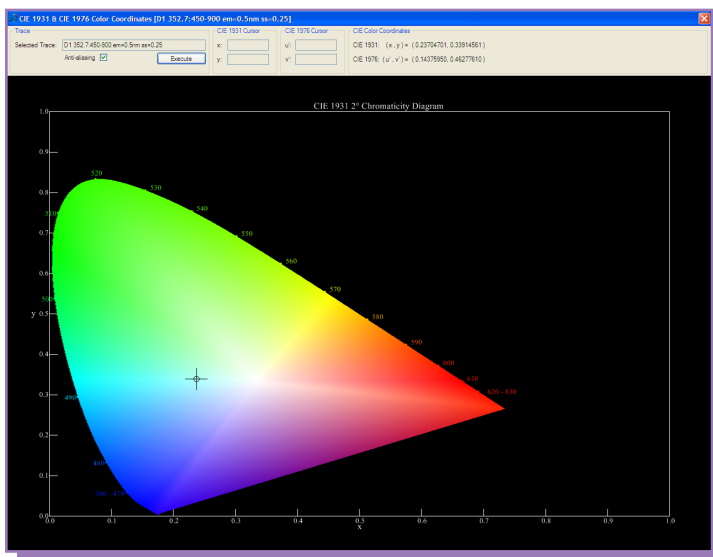 CIE 1931 & CIE 1976 Color Coordinates [D1 352.7:450-900 em=0.5nm ss=0.25]
Trace
Selected Trace: D1 352.7:450-900 em=0.5nm ss=0.25
Anti-aliasing
Execute
CIE 1931 Cursor
x:
y:
CIE 1976 Cursor
u':
v':
CIE Color Coordinates
CIE 1931: (x , y) = (0.23704701, 0.33914561)
CIE 1976: (u' , v') = (0.14375950, 0.46277610)
CIE 1931 2° Chromaticity Diagram
1.0
0.9
0.8
0.7
0.6
y 0.5
0.4
0.3
0.2
0.1
0.0
520
530
510
540
550
560
570
500
580
590
600
610
620 - 830
490
480
360 - 470
0.0 0.1 0.2 0.3 0.4 0.5 0.6 0.7 0.8 0.9 1.0
x